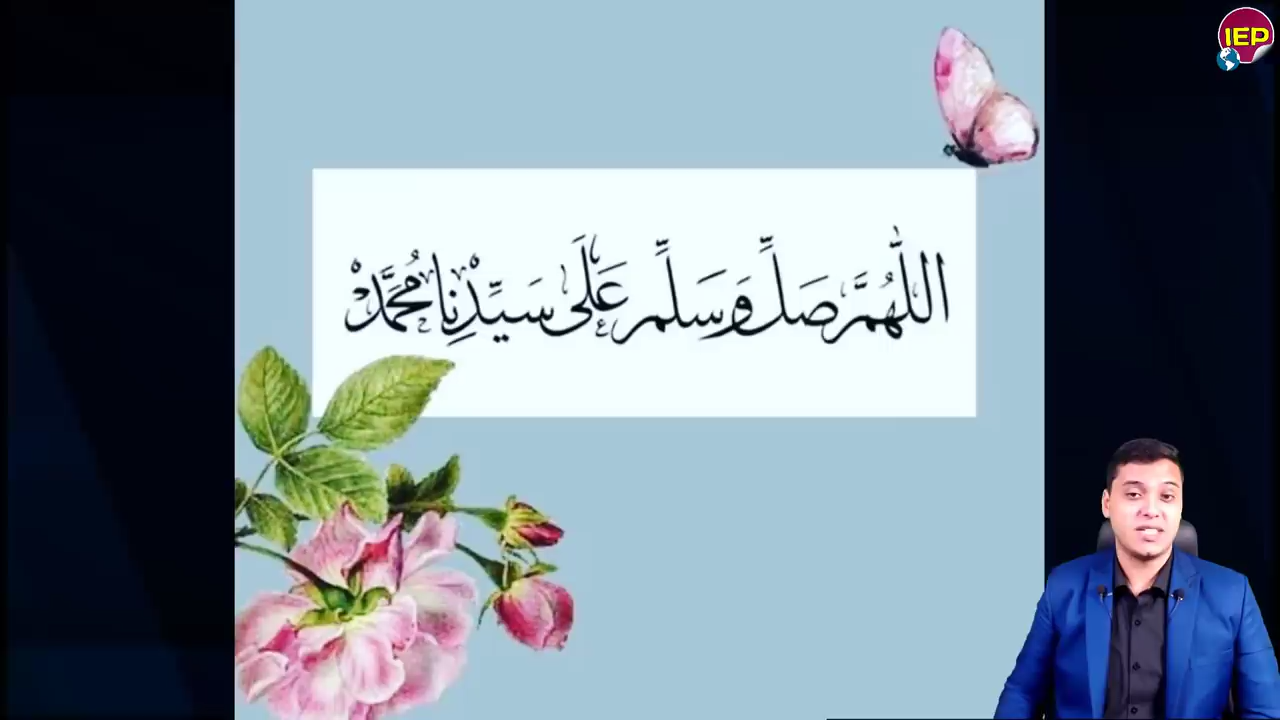 IEP
اللَّهُمَّ صَلِّ وَسَلِّم عَلَى سَيِّدِنَا مُحَمَّدْ